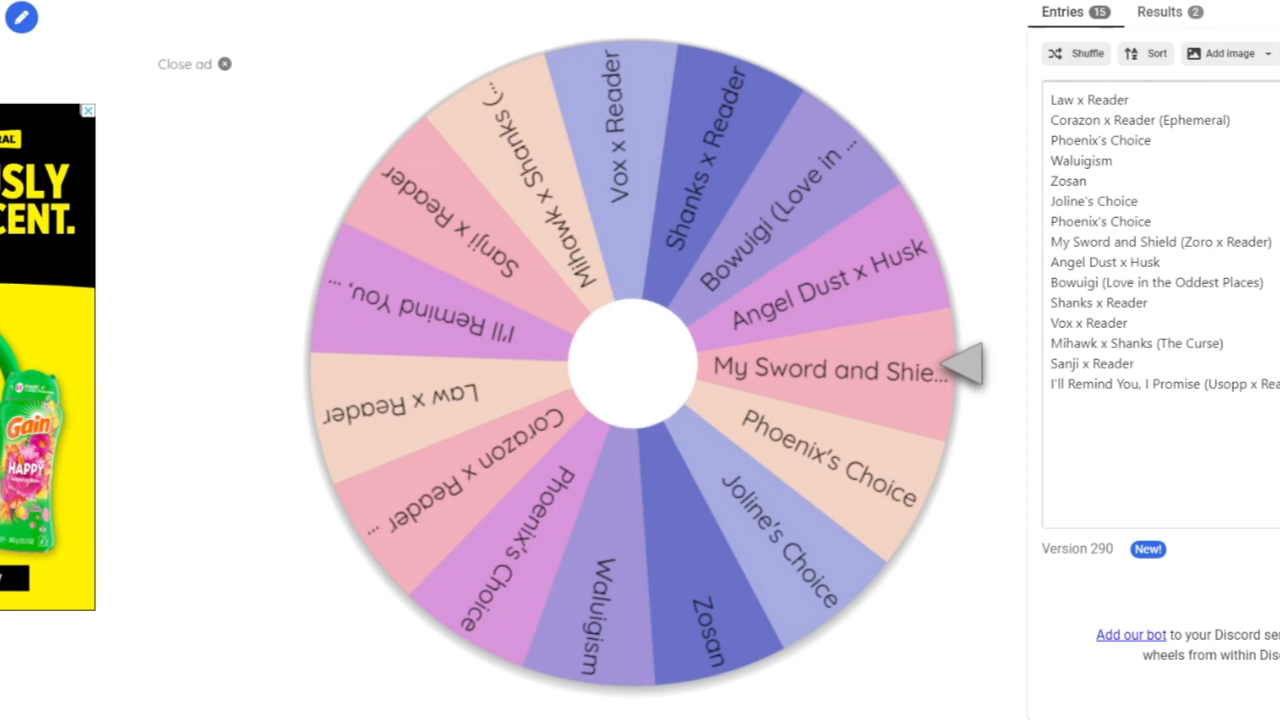 Close ad
RAL
SLY
CENT.
Gain
HAPPY
Vox x Reader
Shanks x Reader
Bowuigi (Love in ...
Angel Dust x Husk
My Sword and Shie...
Phoenix's Choice
Joline's Choice
Zosan
Waluigism
Phoenix's Choice
Corazon x Reader ...
Law x Reader
I'll Remind You, ...
Sanji x Reader
Mihawk x Shanks (...
Entries 15 Results 2
Shuffle Sort Add image
Law x Reader
Corazon x Reader (Ephemeral)
Phoenix's Choice
Waluigism
Zosan
Joline's Choice
Phoenix's Choice
My Sword and Shield (Zoro x Reader)
Angel Dust x Husk
Bowuigi (Love in the Oddest Places)
Shanks x Reader
Vox x Reader
Mihawk x Shanks (The Curse)
Sanji x Reader
I'll Remind You, I Promise (Usopp x Rea
Version 290 New!
Add our bot to your Discord ser
wheels from within Disc